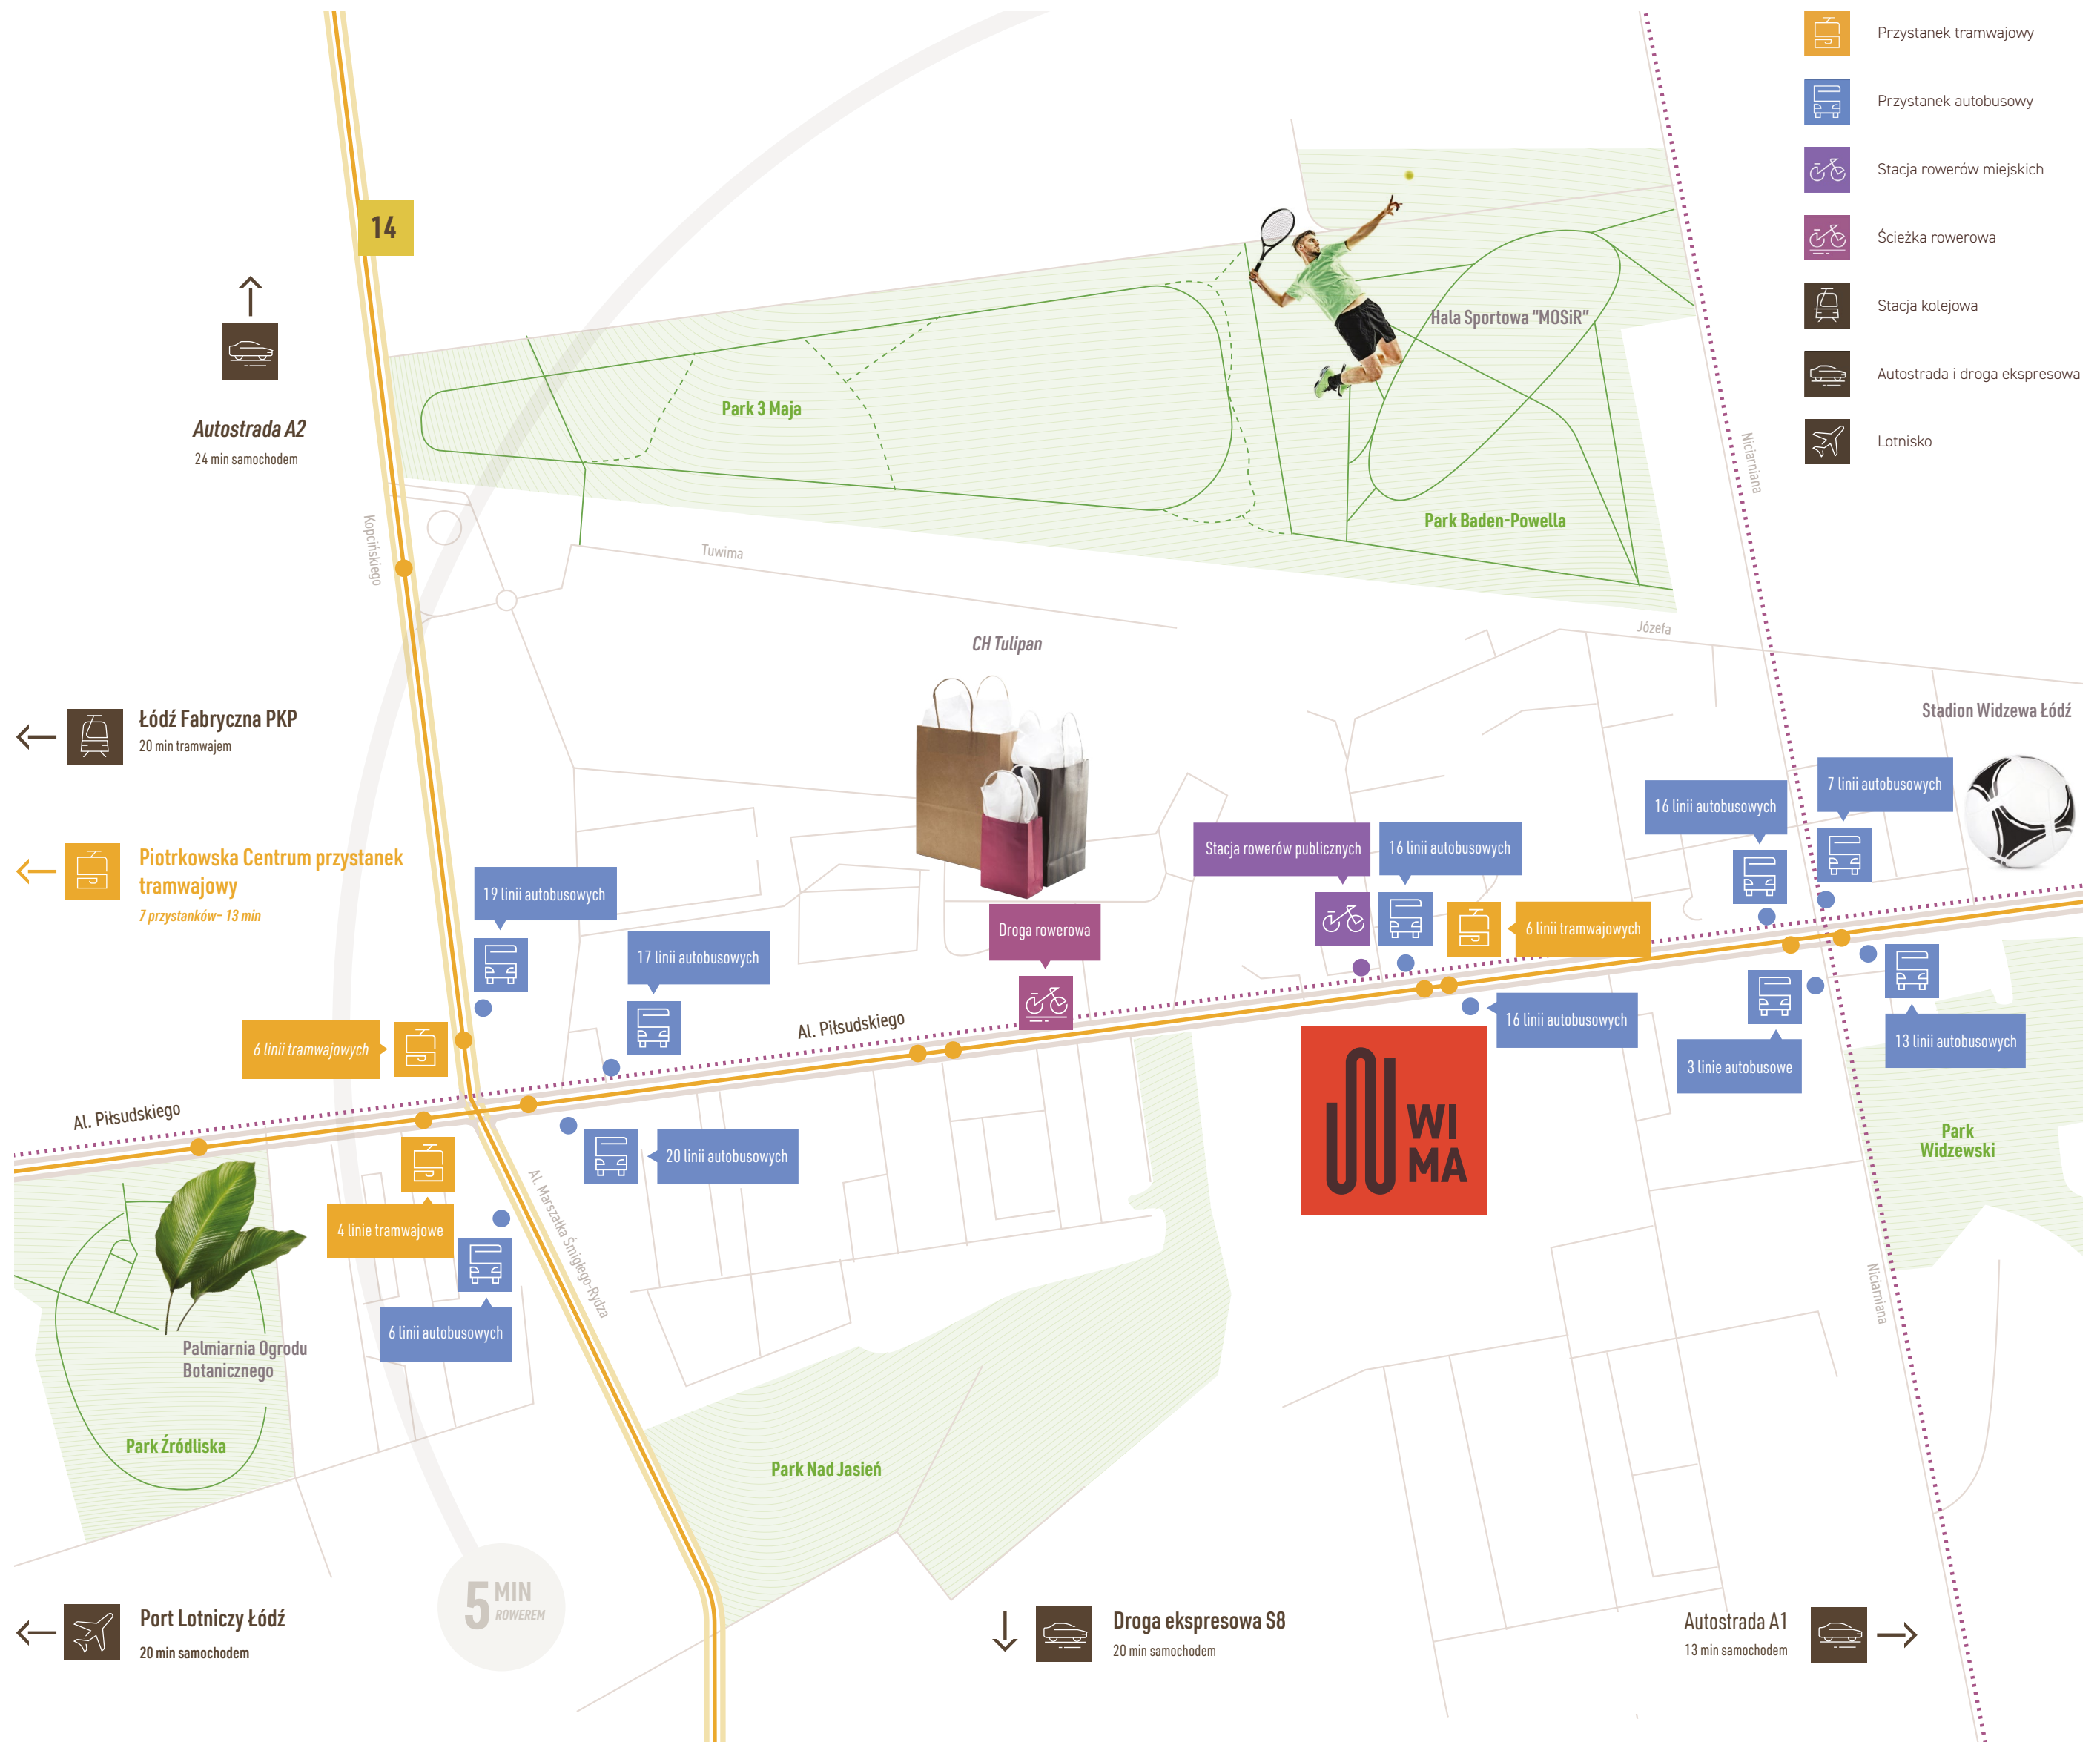 Przystanek tramwajowy
Przystanek autobusowy
Stacja rowerów miejskich
Ścieżka rowerowa
Stacja kolejowa
Autostrada i droga ekspresowa
Lotnisko
14
Autostrada A2
24 min samochodem
Hala Sportowa “MOSiR”
Park 3 Maja
Park Baden-Powella
Niciarniana
Kopcińskiego
Tuwima
Józefa
CH Tulipan
Łódź Fabryczna PKP
20 min tramwajem
Stadion Widzewa Łódź
Piotrkowska Centrum przystanek
tramwajowy
7 przystanków– 13 min
19 linii autobusowych
17 linii autobusowych
Droga rowerowa
Stacja rowerów publicznych
16 linii autobusowych
6 linii tramwajowych
16 linii autobusowych
7 linii autobusowych
16 linii autobusowych
3 linie autobusowe
13 linii autobusowych
6 linii tramwajowych
Al. Piłsudskiego
Al. Piłsudskiego
20 linii autobusowych
4 linie tramwajowe
6 linii autobusowych
Al. Marszałka Śmigłego-Rydza
WI
MA
Park
Widzewski
Niciarniana
Palmiarnia Ogrodu
Botanicznego
Park Źródliska
Park Nad Jasień
5 MIN
ROWEREM
Port Lotniczy Łódź
20 min samochodem
Droga ekspresowa S8
20 min samochodem
Autostrada A1
13 min samochodem